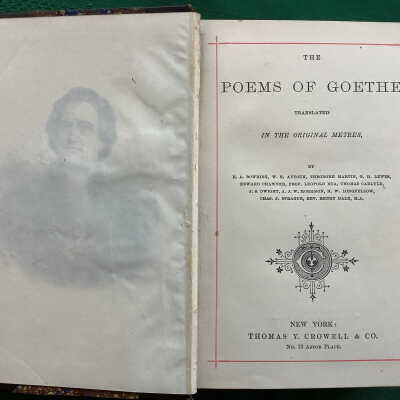 THE
POEMS OF GOETHE
TRANSLATED
IN THE ORIGINAL METRES,
BY
E. A. BOWRING, W. E. AYTOUN, THEODORE MARTIN, G. H. LEWES,
EDWARD CHAWNER, PROF. LEOPOLD NOA, THOMAS CARLYLE,
J. S. DWIGHT, A. J. W. MORRISON, H. W. LONGFELLOW,
CHAS. J. SPRAGUE, REV. HENRY DALE, M.A.
NEW YORK:
THOMAS Y. CROWELL & CO.
No. 13 Astor Place.